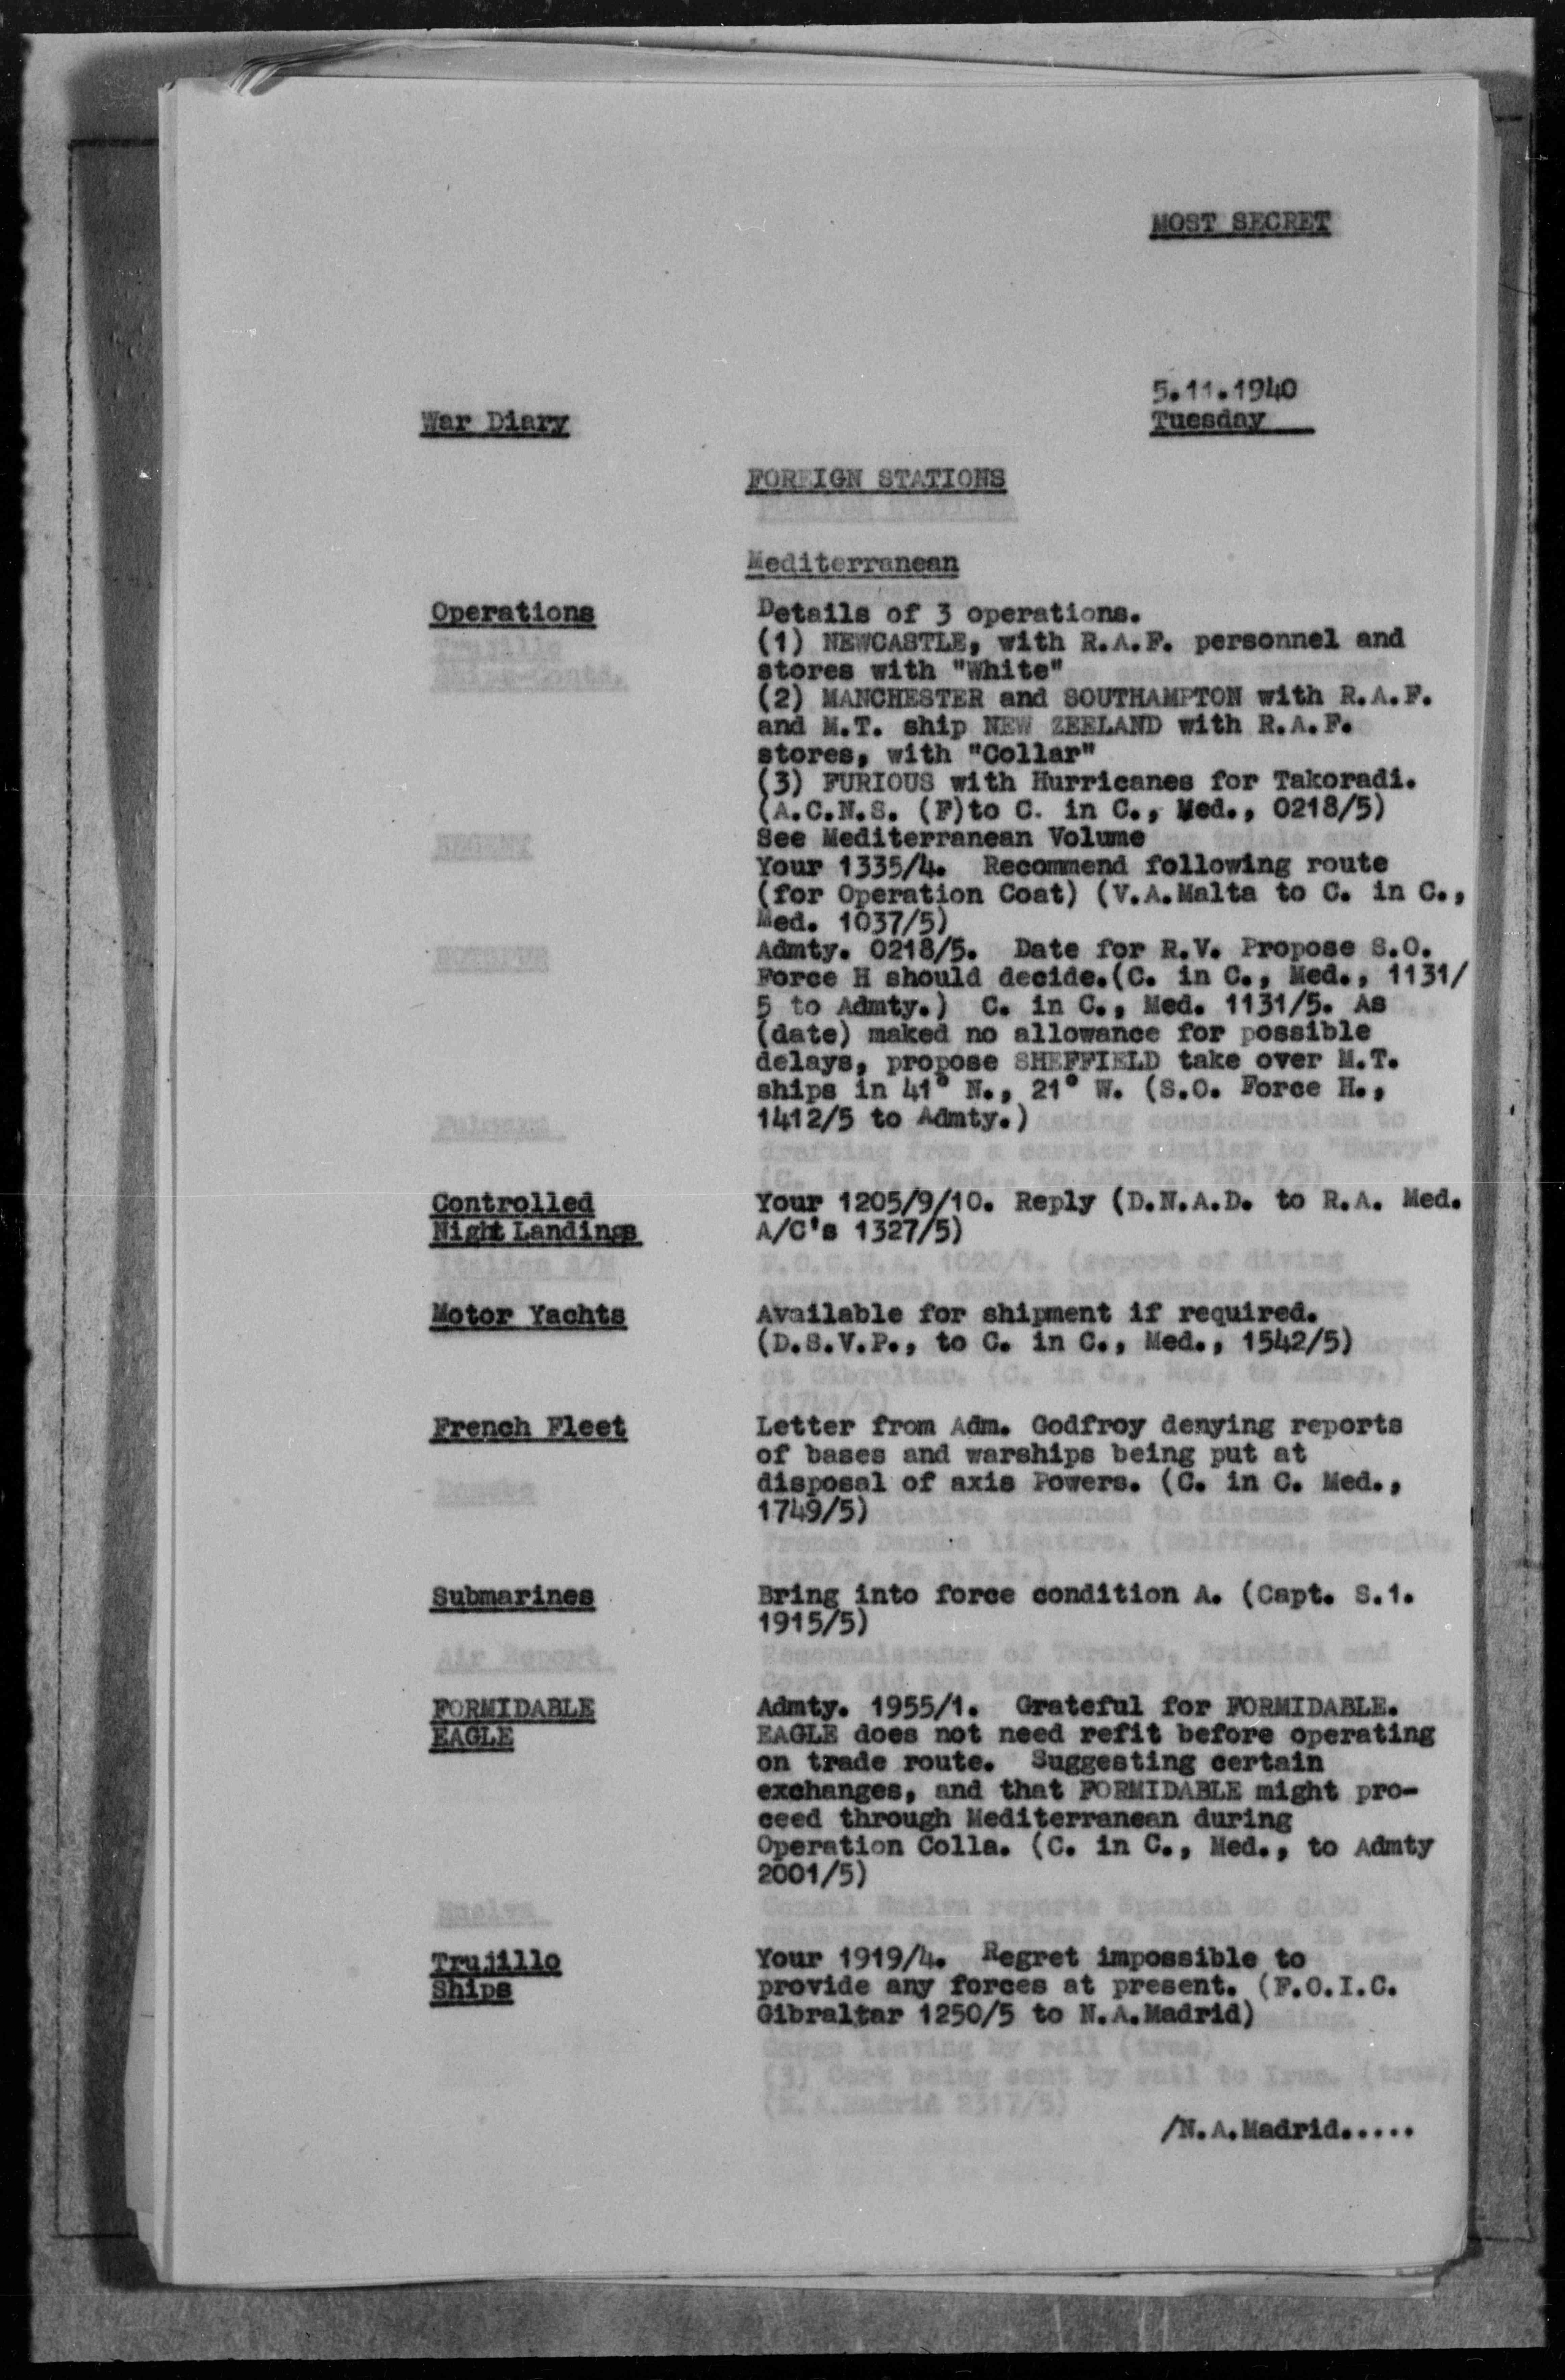 MOST SECRET
5.11.1940
War Diary
Tuesday
FOREIGN STATIONS
Mediterranean
Operations
Details of 3 operations.
(1) NEWCASTLE, with R.A.F. personnel and
stores with "White"
(2) MANCHESTER and SOUTHAMPTON with R.A.F.
and M.T. ship NEW ZEELAND with R.A.F.
stores, with "Collar"
(3) FURIOUS with Hurricanes for Takoradi.
(A.C.N.S. (F)to C. in C., Med., 0218/5)
See Mediterranean Volume
Your 1335/4. Recommend following route
(for Operation Coat) (V.A.Malta to C. in C.,
Med. 1037/5)
Admty. 0218/5. Date for R.V. Propose S.O.
Force H should decide.(C. in C., Med., 1131/
5 to Admty.) C. in C., Med. 1131/5. As
(date) maked no allowance for possible
delays, propose SHEFFIELD take over M.T.
ships in 41° N., 21° W. (S.O. Force H.,
1412/5 to Admty.)
Controlled
Night Landings
Your 1205/9/10. Reply (D.N.A.D. to R.A. Med.
A/C's 1327/5)
Motor Yachts
Available for shipment if required.
(D.S.V.P., to C. in C., Med., 1542/5)
French Fleet
Letter from Adm. Godfroy denying reports
of bases and warships being put at
disposal of axis Powers. (C. in C. Med.,
1749/5)
Submarines
Bring into force condition A. (Capt. S.1.
1915/5)
FORMIDABLE
EAGLE
Admty. 1955/1. Grateful for FORMIDABLE.
EAGLE does not need refit before operating
on trade route. Suggesting certain
exchanges, and that FORMIDABLE might pro-
ceed through Mediterranean during
Operation Colla. (C. in C., Med., to Admty
2001/5)
Trujillo
Ships
Your 1919/4. Regret impossible to
provide any forces at present. (F.O.I.C.
Gibraltar 1250/5 to N.A.Madrid)
/N.A.Madrid.....